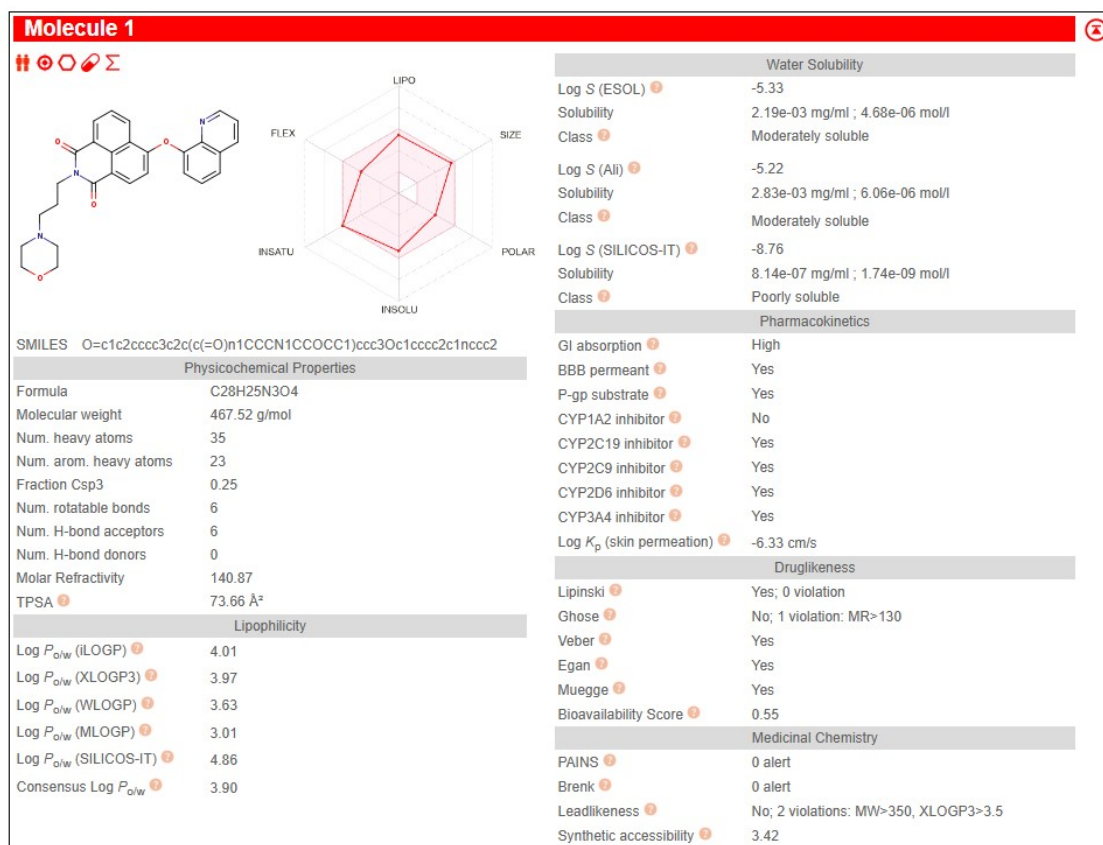 Molecule 1
LIPO
FLEX
SIZE
INSATU
POLAR
INSOLU
O
N
O
N
O
O
N
SMILES O=c1c2cccc3c2c(c(=O)n1CCCN1CCOCC1)ccc3Oc1cccc2c1nccc2
Physicochemical Properties
Formula C28H25N3O4
Molecular weight 467.52 g/mol
Num. heavy atoms 35
Num. arom. heavy atoms 23
Fraction Csp3 0.25
Num. rotatable bonds 6
Num. H-bond acceptors 6
Num. H-bond donors 0
Molar Refractivity 140.87
TPSA ? 73.66 Å²
Lipophilicity
Log Po/w (iLOGP) ? 4.01
Log Po/w (XLOGP3) ? 3.97
Log Po/w (WLOGP) ? 3.63
Log Po/w (MLOGP) ? 3.01
Log Po/w (SILICOS-IT) ? 4.86
Consensus Log Po/w ? 3.90
Water Solubility
Log S (ESOL) ? -5.33
Solubility 2.19e-03 mg/ml ; 4.68e-06 mol/l
Class ? Moderately soluble
Log S (Ali) ? -5.22
Solubility 2.83e-03 mg/ml ; 6.06e-06 mol/l
Class ? Moderately soluble
Log S (SILICOS-IT) ? -8.76
Solubility 8.14e-07 mg/ml ; 1.74e-09 mol/l
Class ? Poorly soluble
Pharmacokinetics
GI absorption ? High
BBB permeant ? Yes
P-gp substrate ? Yes
CYP1A2 inhibitor ? No
CYP2C19 inhibitor ? Yes
CYP2C9 inhibitor ? Yes
CYP2D6 inhibitor ? Yes
CYP3A4 inhibitor ? Yes
Log Kp (skin permeation) ? -6.33 cm/s
Druglikeness
Lipinski ? Yes; 0 violation
Ghose ? No; 1 violation: MR>130
Veber ? Yes
Egan ? Yes
Muegge ? Yes
Bioavailability Score ? 0.55
Medicinal Chemistry
PAINS ? 0 alert
Brenk ? 0 alert
Leadlikeness ? No; 2 violations: MW>350, XLOGP3>3.5
Synthetic accessibility ? 3.42